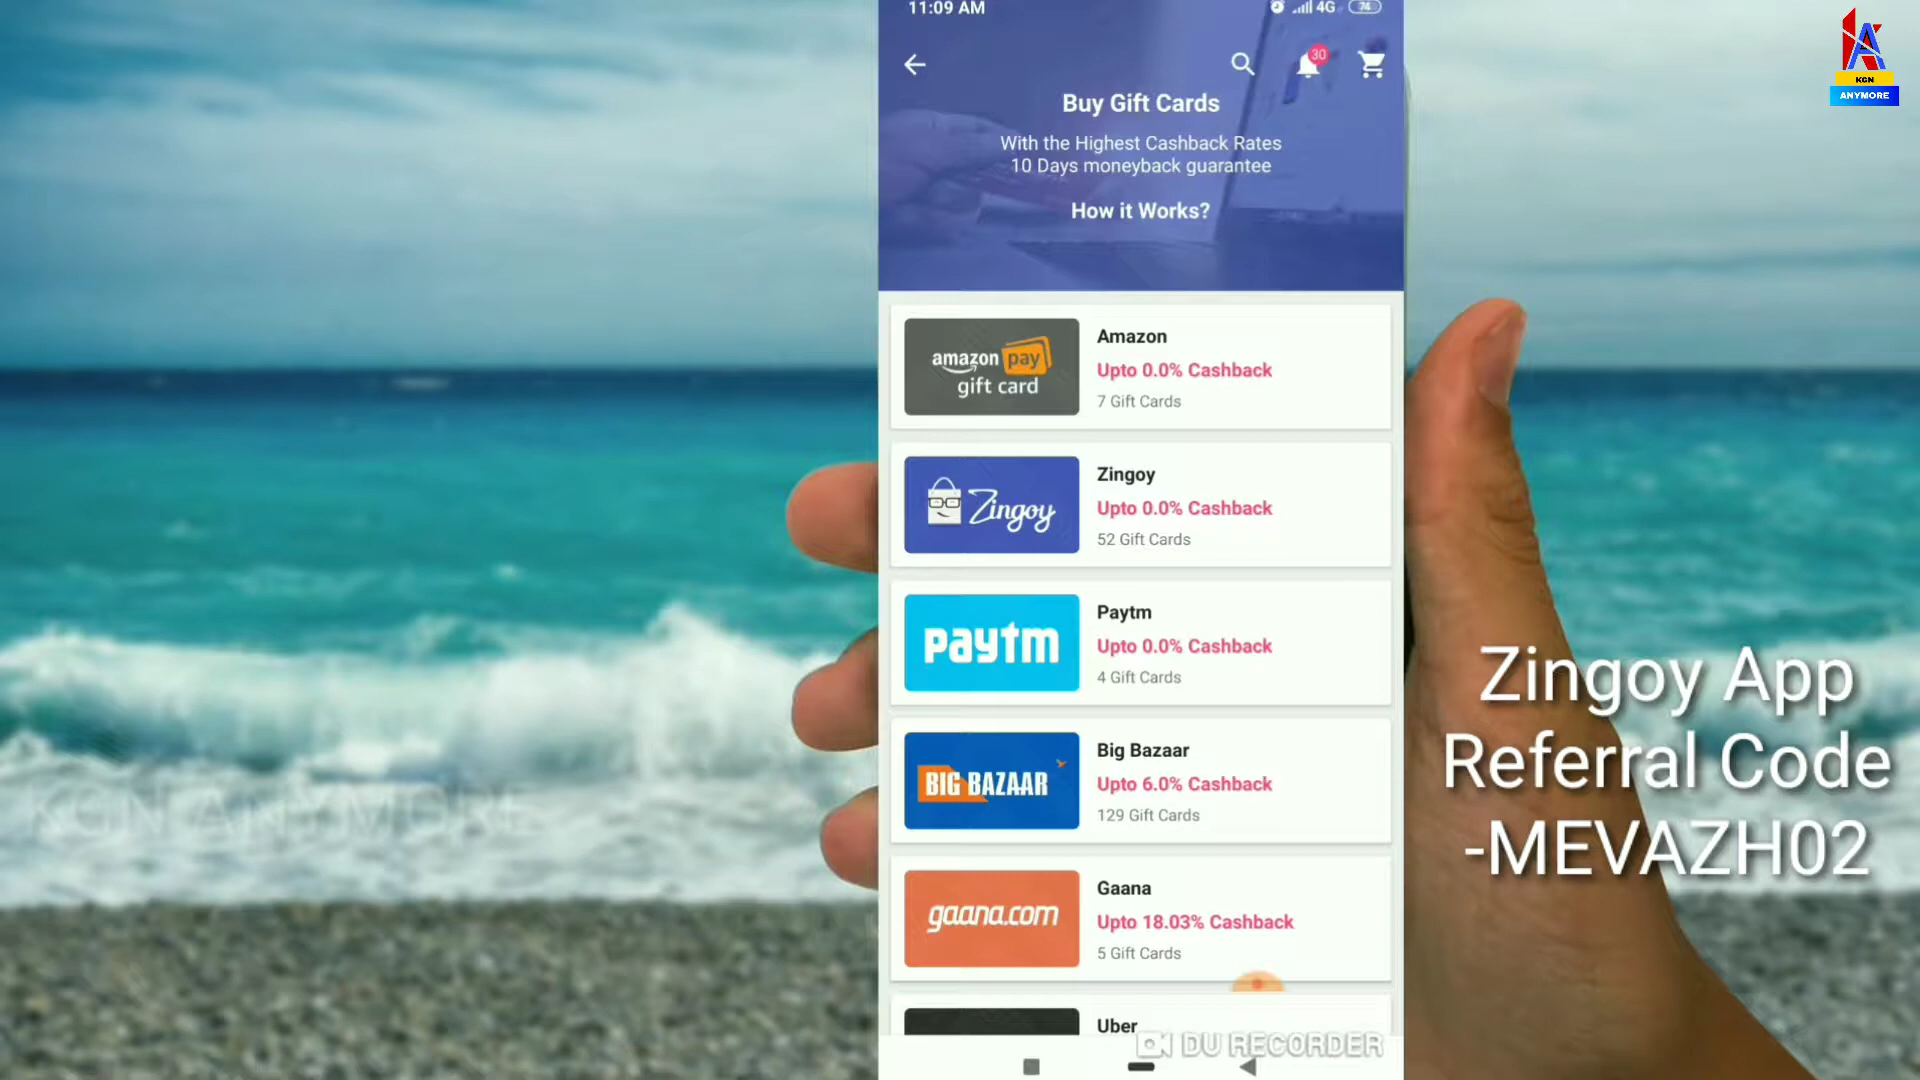 11:09 AM
4G
74
30
KGN
ANYMORE
Buy Gift Cards
With the Highest Cashback Rates
10 Days moneyback guarantee
How it Works?
amazon pay
gift card
Amazon
Upto 0.0% Cashback
7 Gift Cards
Zingoy
Zingoy
Upto 0.0% Cashback
52 Gift Cards
paytm
Paytm
Upto 0.0% Cashback
4 Gift Cards
BIG BAZAAR
Big Bazaar
Upto 6.0% Cashback
129 Gift Cards
gaana.com
Gaana
Upto 18.03% Cashback
5 Gift Cards
Uber
DU RECORDER
Zingoy App
Referral Code
-MEVAZH02
KGN ANYMORE